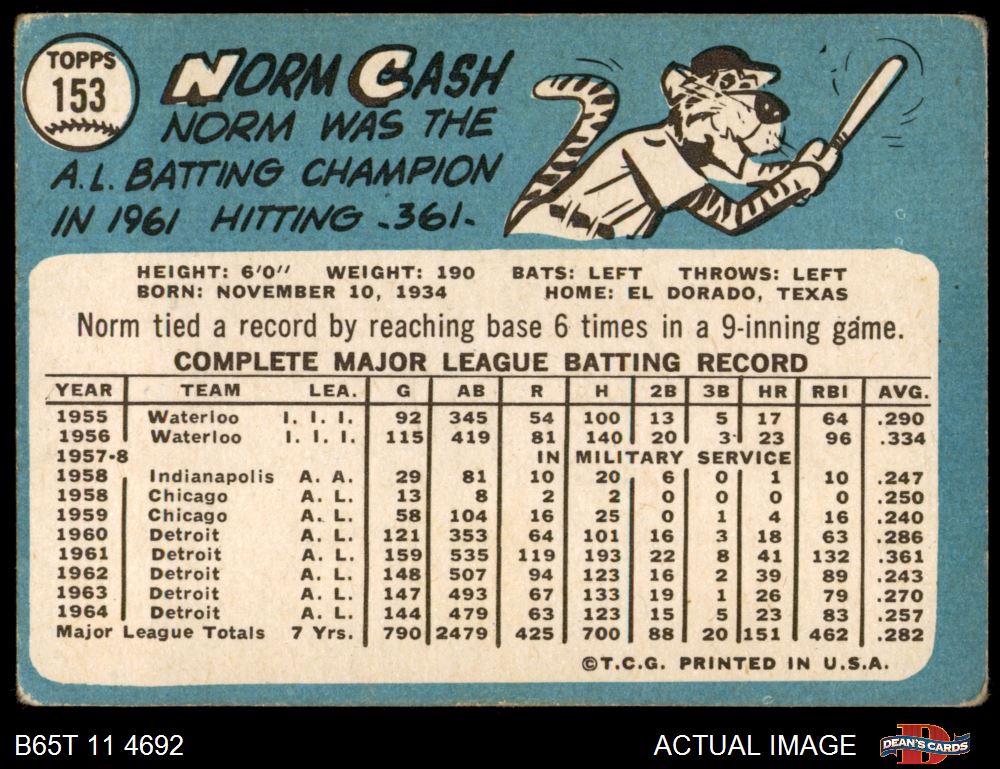 TOPPS
153
NORM CASH
NORM WAS THE
A.L. BATTING CHAMPION
IN 1961 HITTING .361.
HEIGHT: 6'0" WEIGHT: 190 BATS: LEFT THROWS: LEFT
BORN: NOVEMBER 10, 1934 HOME: EL DORADO, TEXAS
Norm tied a record by reaching base 6 times in a 9-inning game.
COMPLETE MAJOR LEAGUE BATTING RECORD
YEAR TEAM LEA. G AB R H 2B 3B HR RBI AVG.
1955 Waterloo I. I. I. 92 345 54 100 13 5 17 64 .290
1956 Waterloo I. I. I. 115 419 81 140 20 3 23 96 .334
1957-8 IN MILITARY SERVICE
1958 Indianapolis A. A. 29 81 10 20 6 0 1 10 .247
1958 Chicago A. L. 13 8 2 2 0 0 0 0 .250
1959 Chicago A. L. 58 104 16 25 0 1 4 16 .240
1960 Detroit A. L. 121 353 64 101 16 3 18 63 .286
1961 Detroit A. L. 159 535 119 193 22 8 41 132 .361
1962 Detroit A. L. 148 507 94 123 16 2 39 89 .243
1963 Detroit A. L. 147 493 67 133 19 1 26 79 .270
1964 Detroit A. L. 144 479 63 123 15 5 23 83 .257
Major League Totals 7 Yrs. 790 2479 425 700 88 20 151 462 .282
©T.C.G. PRINTED IN U.S.A.
B65T 11 4692 ACTUAL IMAGE
D
DEAN'S CARDS